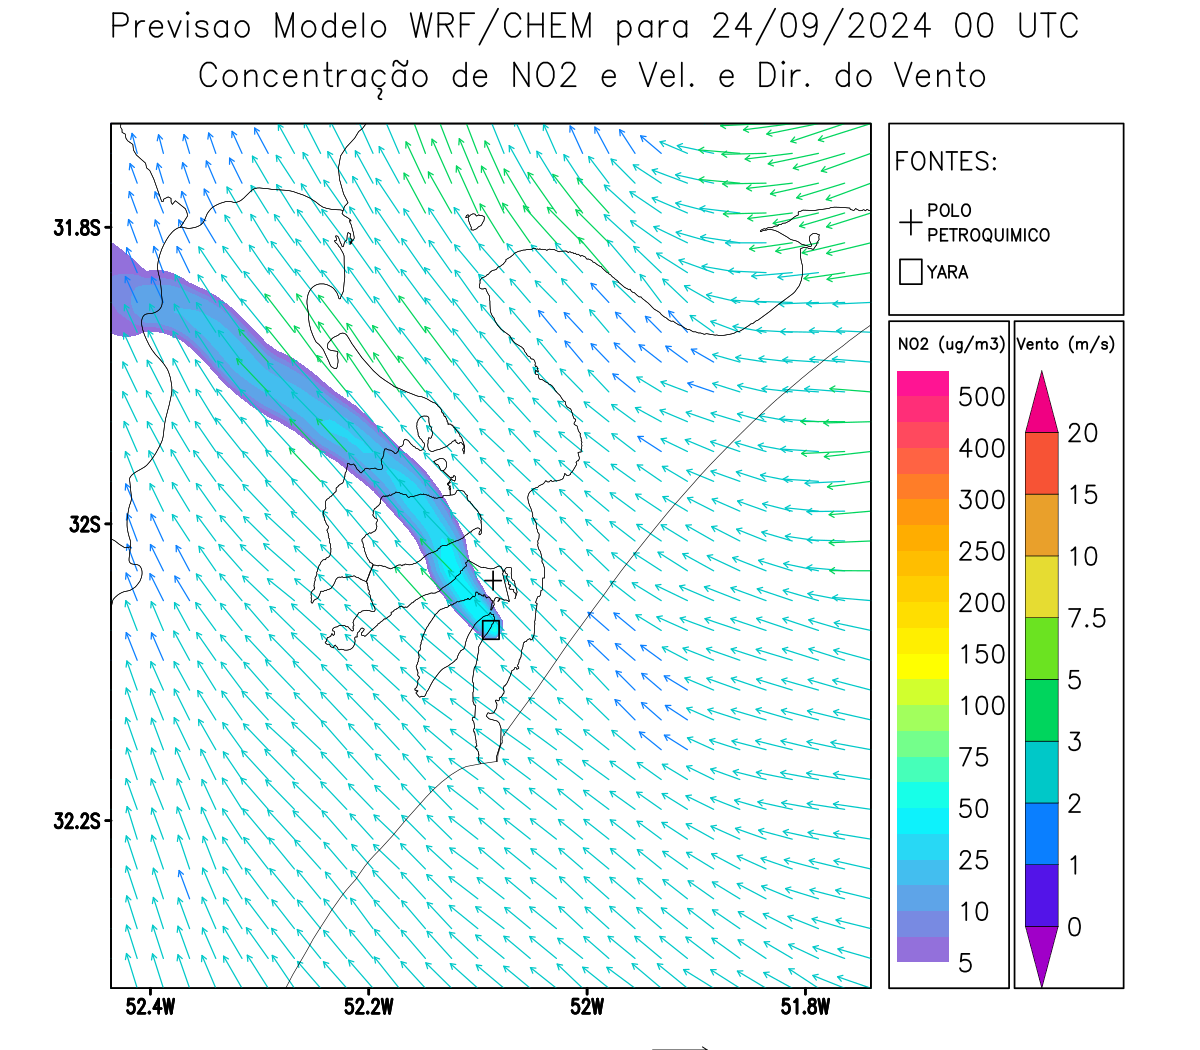 Previsao Modelo WRF/CHEM para 24/09/2024 00 UTC
Concentração de NO2 e Vel. e Dir. do Vento
FONTES:
POLO
PETROQUIMICO
YARA
NO2 (ug/m3)
500
400
300
250
200
150
100
75
50
25
10
5
Vento (m/s)
20
15
10
7.5
5
3
2
1
0
31.8S
32S
32.2S
52.4W
52.2W
52W
51.8W